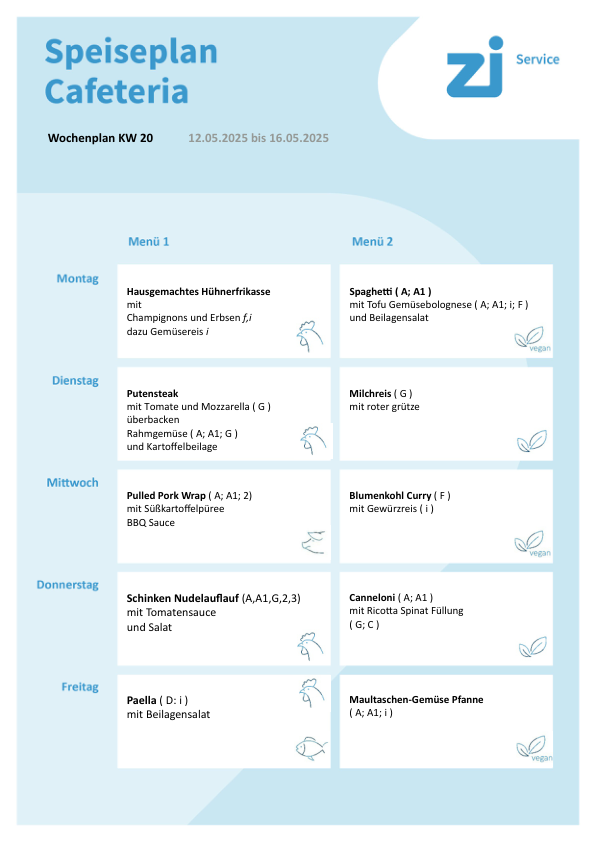 Speiseplan
Cafeteria
zi Service
Wochenplan KW 20 12.05.2025 bis 16.05.2025
Menü 1 Menü 2
Montag
Hausgemachtes Hühnerfrikasse
mit
Champignons und Erbsen f,i
dazu Gemüsereis i
Spaghetti ( A; A1 )
mit Tofu Gemüsebolognese ( A; A1; i; F )
und Beilagensalat
vegan
Dienstag
Putensteak
mit Tomate und Mozzarella ( G )
überbacken
Rahmgemüse ( A; A1; G )
und Kartoffelbeilage
Milchreis ( G )
mit roter grütze
Mittwoch
Pulled Pork Wrap ( A; A1; 2)
mit Süßkartoffelpüree
BBQ Sauce
Blumenkohl Curry ( F )
mit Gewürzreis ( i )
vegan
Donnerstag
Schinken Nudelauflauf (A,A1,G,2,3)
mit Tomatensauce
und Salat
Canneloni ( A; A1 )
mit Ricotta Spinat Füllung
( G; C )
Freitag
Paella ( D: i )
mit Beilagensalat
Maultaschen-Gemüse Pfanne
( A; A1; i )
vegan